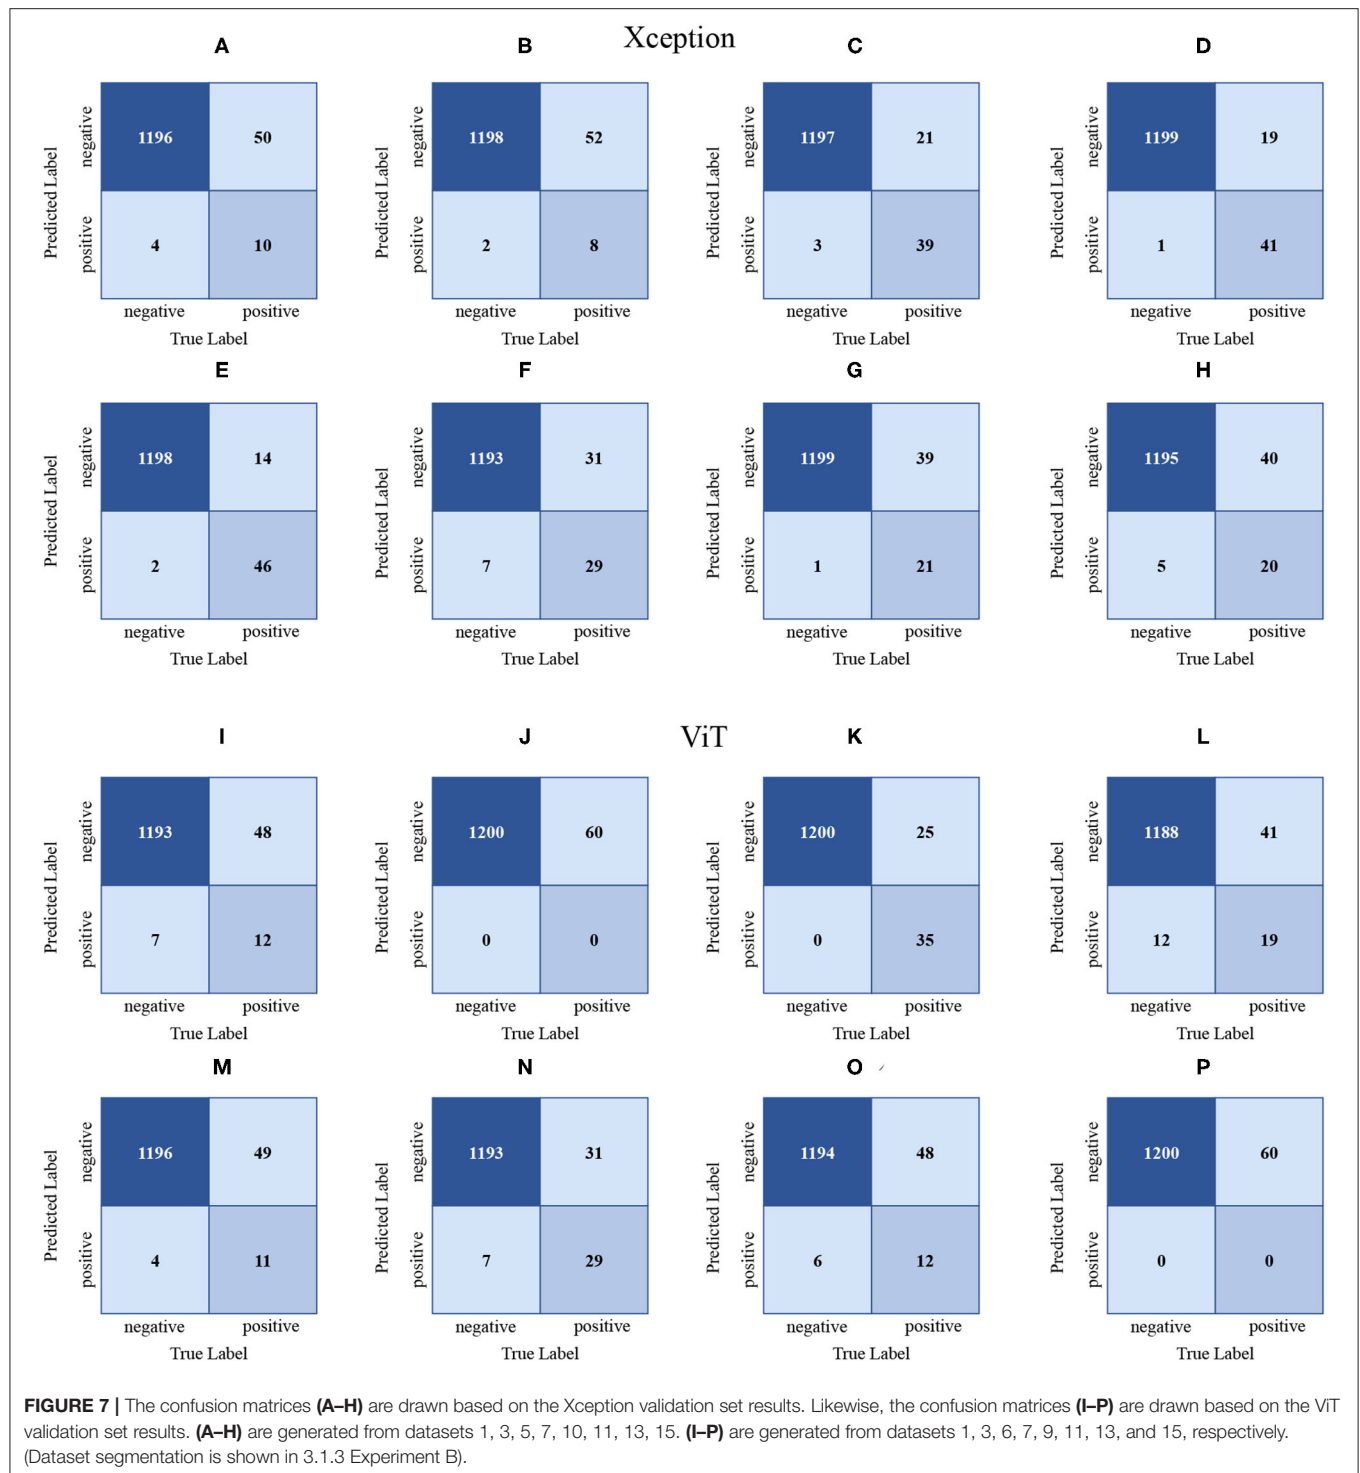 Xception
A B C D
Predicted Label negative 1196 50
positive 4 10
negative positive
True Label
Predicted Label negative 1198 52
positive 2 8
negative positive
True Label
Predicted Label negative 1197 21
positive 3 39
negative positive
True Label
Predicted Label negative 1199 19
positive 1 41
negative positive
True Label
E F G H
Predicted Label negative 1198 14
positive 2 46
negative positive
True Label
Predicted Label negative 1193 31
positive 7 29
negative positive
True Label
Predicted Label negative 1199 39
positive 1 21
negative positive
True Label
Predicted Label negative 1195 40
positive 5 20
negative positive
True Label
ViT
I J K L
Predicted Label negative 1193 48
positive 7 12
negative positive
True Label
Predicted Label negative 1200 60
positive 0 0
negative positive
True Label
Predicted Label negative 1200 25
positive 0 35
negative positive
True Label
Predicted Label negative 1188 41
positive 12 19
negative positive
True Label
M N O P
Predicted Label negative 1196 49
positive 4 11
negative positive
True Label
Predicted Label negative 1193 31
positive 7 29
negative positive
True Label
Predicted Label negative 1194 48
positive 6 12
negative positive
True Label
Predicted Label negative 1200 60
positive 0 0
negative positive
True Label
FIGURE 7 | The confusion matrices (A–H) are drawn based on the Xception validation set results. Likewise, the confusion matrices (I–P) are drawn based on the ViT
validation set results. (A–H) are generated from datasets 1, 3, 5, 7, 10, 11, 13, 15. (I–P) are generated from datasets 1, 3, 6, 7, 9, 11, 13, and 15, respectively.
(Dataset segmentation is shown in 3.1.3 Experiment B).